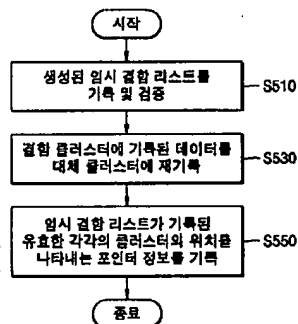 시작
생성된 임시 결함 리스트를
기록 및 검증
S510
결함 클러스터에 기록된 데이터를
대체 클러스터에 재기록
S530
임시 결함 리스트가 기록된
유효한 각각의 클러스터의 위치를
나타내는 포인터 정보를 기록
S550
종료